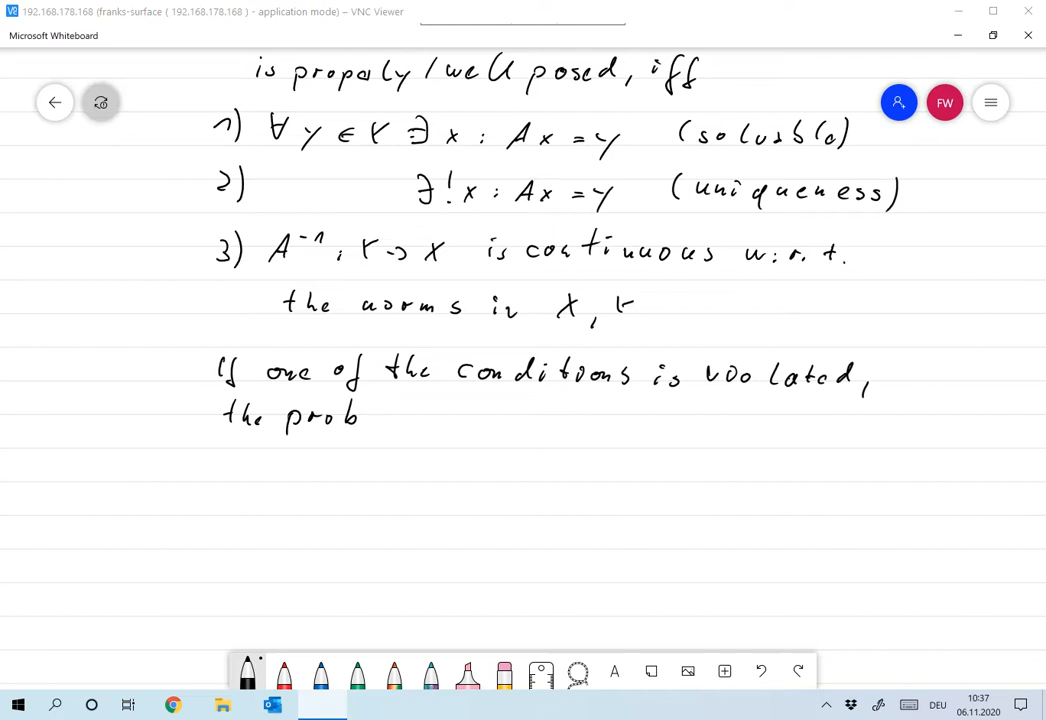 192.168.178.168 (franks-surface ( 192.168.178.168 ) - application mode) – VNC Viewer
Microsoft Whiteboard
is properly/well posed, iff
FW
1) ∀ y ∈ Y ∃ x : Ax = y (solvable)
2) ∃! x : Ax = y (uniqueness)
3) A⁻¹ : Y -> X is continuous w.r.t.
the norms in X, Y
If one of the conditions is violated,
the prob
A
DEU
10:37
06.11.2020